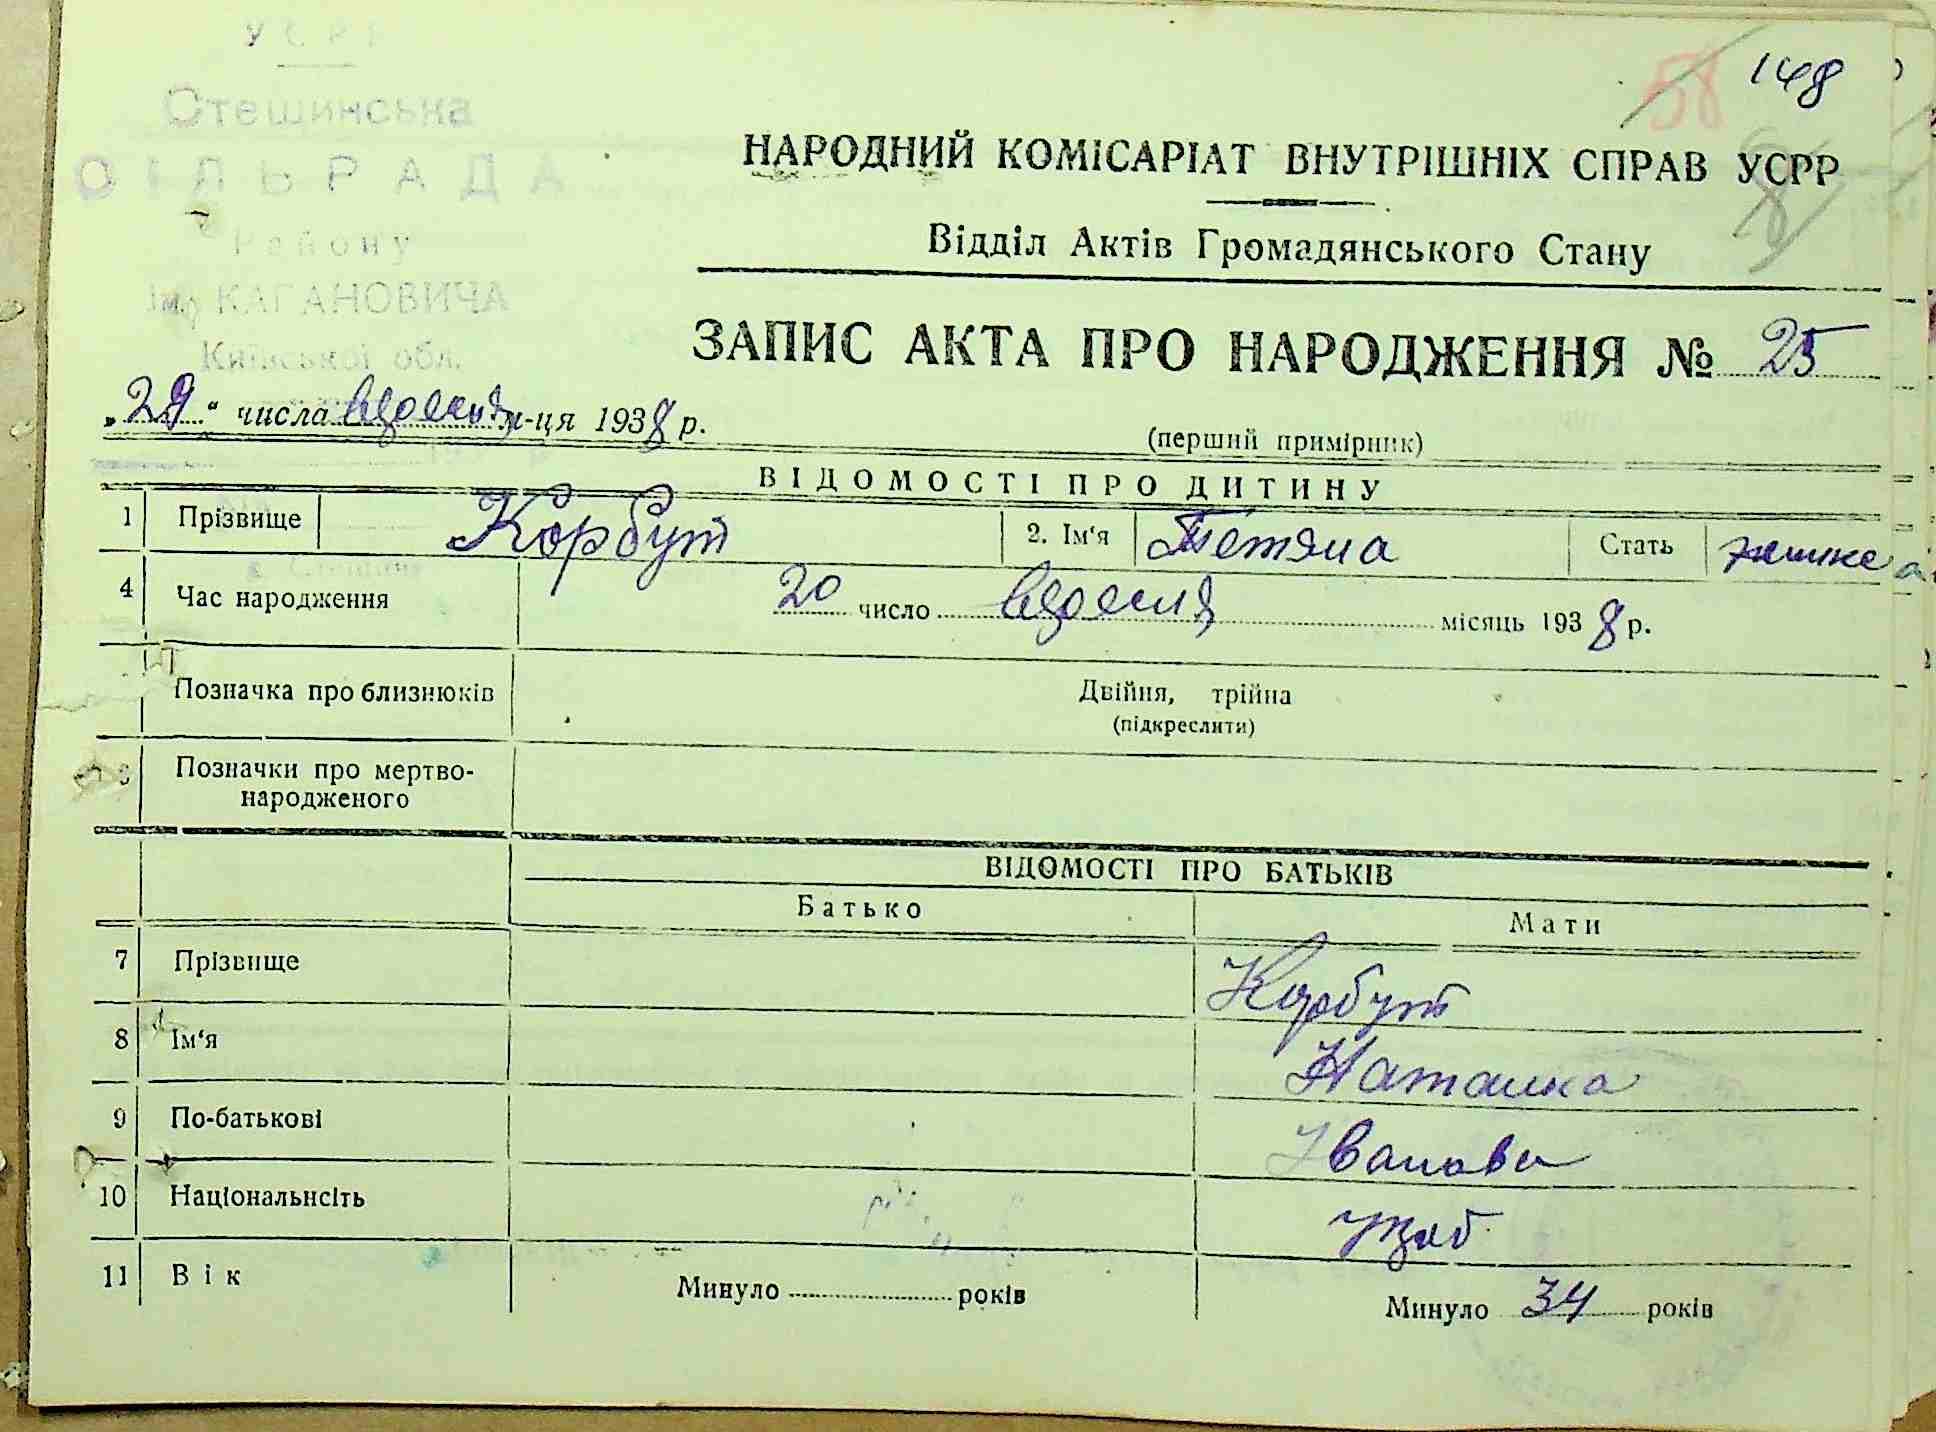 УСРР
Стещинська
СІЛЬРАДА
Району
ім. КАГАНОВИЧА
Київської обл.
58 148
НАРОДНИЙ КОМІСАРІАТ ВНУТРІШНІХ СПРАВ УСРР
Відділ Актів Громадянського Стану
ЗАПИС АКТА ПРО НАРОДЖЕННЯ № 25
„29“ числа вересня м-ця 1938 р.
(перший примірник)
ВІДОМОСТІ ПРО ДИТИНУ
1 Прізвище Корбут 2. Ім‘я Тетяна Стать
4 Час народження 20 число вересня місяць 1938 р.
Позначка про близнюків Двійня, трійна
(підкреслити)
6 Позначки про мертво-
народженого
ВІДОМОСТІ ПРО БАТЬКІВ
Батько Мати
7 Прізвище Корбут
8 Ім‘я Наталка
9 По-батькові Іванова
10 Національнсіть
11 Вік Минуло років Минуло 34 років